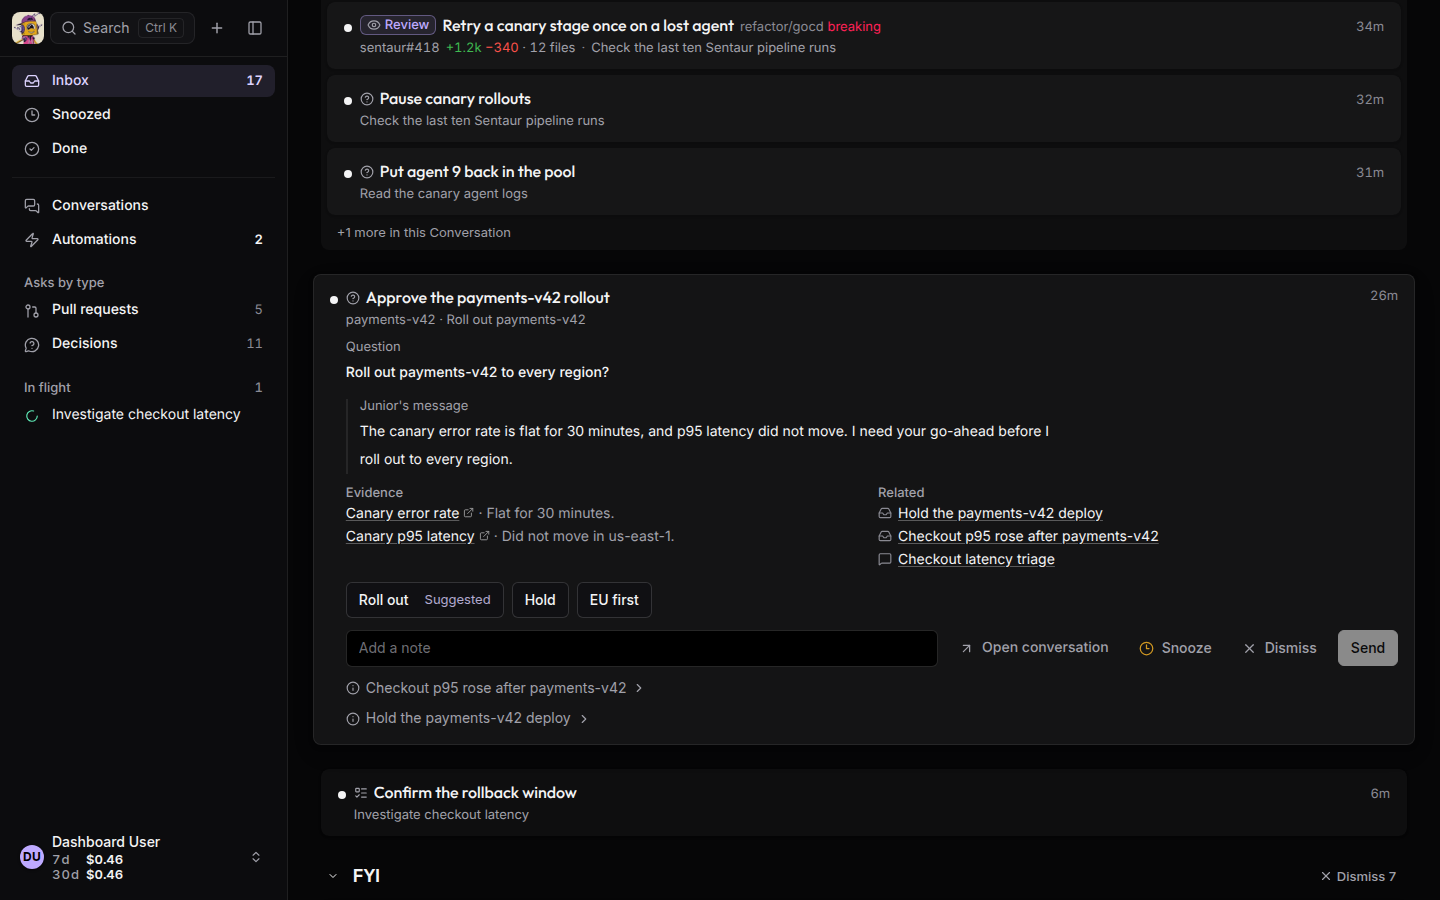 Search Ctrl K
Inbox 17
Snoozed
Done
Conversations
Automations 2
Asks by type
Pull requests 5
Decisions 11
In flight 1
Investigate checkout latency
DU Dashboard User
7d $0.46
30d $0.46
Review Retry a canary stage once on a lost agent refactor/gocd breaking 34m
sentaur#418 +1.2k −340 · 12 files · Check the last ten Sentaur pipeline runs
Pause canary rollouts 32m
Check the last ten Sentaur pipeline runs
Put agent 9 back in the pool 31m
Read the canary agent logs
+1 more in this Conversation
Approve the payments-v42 rollout 26m
payments-v42 · Roll out payments-v42
Question
Roll out payments-v42 to every region?
Junior's message
The canary error rate is flat for 30 minutes, and p95 latency did not move. I need your go-ahead before I
roll out to every region.
Evidence
Canary error rate · Flat for 30 minutes.
Canary p95 latency · Did not move in us-east-1.
Related
Hold the payments-v42 deploy
Checkout p95 rose after payments-v42
Checkout latency triage
Roll out Suggested Hold EU first
Add a note Open conversation Snooze Dismiss Send
Checkout p95 rose after payments-v42
Hold the payments-v42 deploy
Confirm the rollback window 6m
Investigate checkout latency
FYI Dismiss 7